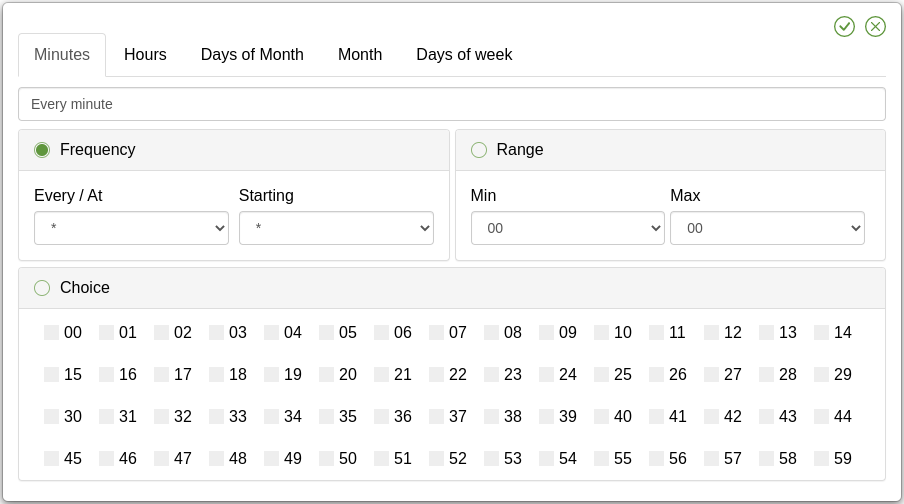 Minutes Hours Days of Month Month Days of week
Every minute
Frequency Range
Every / At Starting Min Max
* * 00 00
Choice
00 01 02 03 04 05 06 07 08 09 10 11 12 13 14
15 16 17 18 19 20 21 22 23 24 25 26 27 28 29
30 31 32 33 34 35 36 37 38 39 40 41 42 43 44
45 46 47 48 49 50 51 52 53 54 55 56 57 58 59